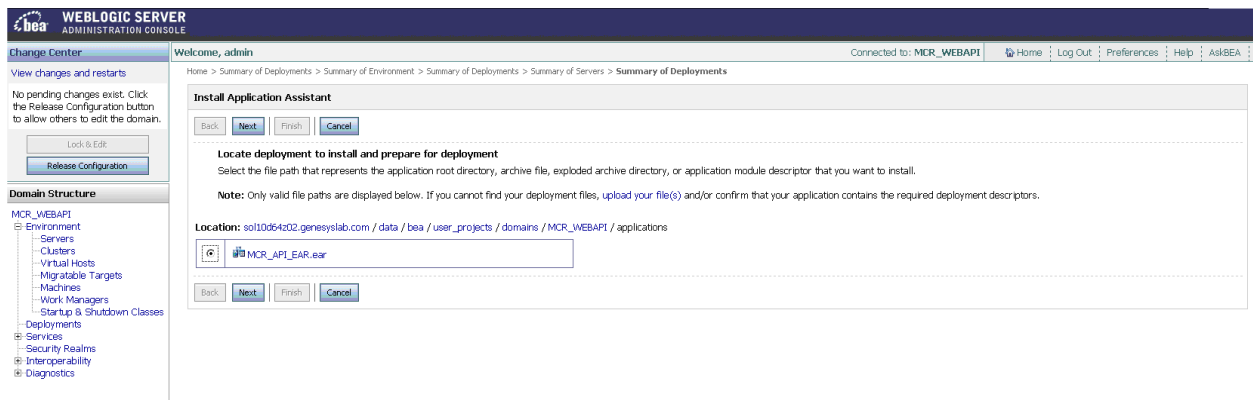 bea WEBLOGIC SERVER
ADMINISTRATION CONSOLE
Change Center
View changes and restarts
No pending changes exist. Click
the Release Configuration button
to allow others to edit the domain.
Lock & Edit
Release Configuration
Domain Structure
MCR_WEBAPI
Environment
Servers
Clusters
Virtual Hosts
Migratable Targets
Machines
Work Managers
Startup & Shutdown Classes
Deployments
Services
Security Realms
Interoperability
Diagnostics
Welcome, admin
Connected to: MCR_WEBAPI
Home Log Out Preferences Help AskBEA
Home > Summary of Deployments > Summary of Environment > Summary of Deployments > Summary of Servers > Summary of Deployments
Install Application Assistant
Back Next Finish Cancel
Locate deployment to install and prepare for deployment
Select the file path that represents the application root directory, archive file, exploded archive directory, or application module descriptor that you want to install.
Note: Only valid file paths are displayed below. If you cannot find your deployment files, upload your file(s) and/or confirm that your application contains the required deployment descriptors.
Location: sol10d64z02.genesyslab.com / data / bea / user_projects / domains / MCR_WEBAPI / applications
MCR_API_EAR.ear
Back Next Finish Cancel